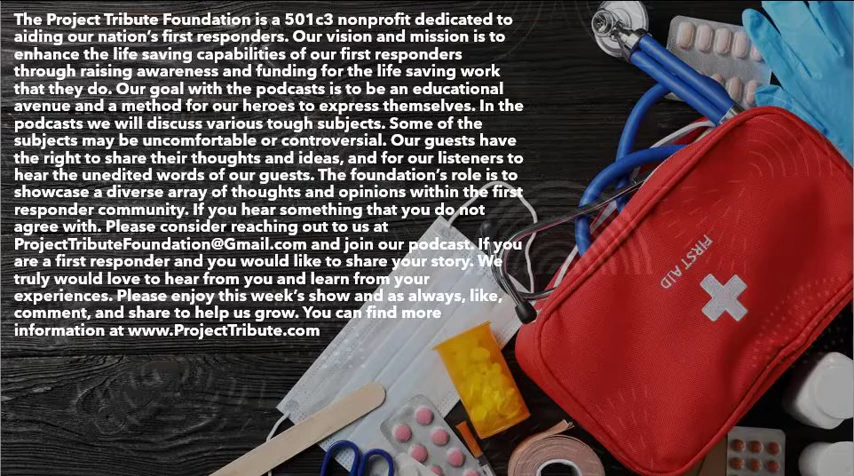 The Project Tribute Foundation is a 501c3 nonprofit dedicated to
aiding our nation's first responders. Our vision and mission is to
enhance the life saving capabilities of our first responders
through raising awareness and funding for the life saving work
that they do. Our goal with the podcasts is to be an educational
avenue and a method for our heroes to express themselves. In the
podcasts we will discuss various tough subjects. Some of the
subjects may be uncomfortable or controversial. Our guests have
the right to share their thoughts and ideas, and for our listeners to
hear the unedited words of our guests. The foundation's role is to
showcase a diverse array of thoughts and opinions within the first
responder community. If you hear something that you do not
agree with. Please consider reaching out to us at
ProjectTributeFoundation@Gmail.com and join our podcast. If you
are a first responder and you would like to share your story. We
truly would love to hear from you and learn from your
experiences. Please enjoy this week's show and as always, like,
comment, and share to help us grow. You can find more
information at www.ProjectTribute.com
FIRST AID